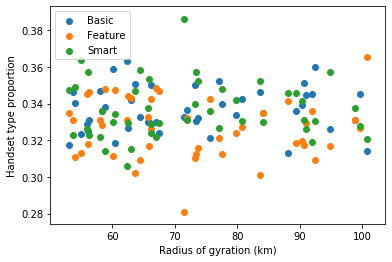 Basic
Feature
Smart
Handset type proportion
0.38
0.36
0.34
0.32
0.30
0.28
60
70
80
90
100
Radius of gyration (km)